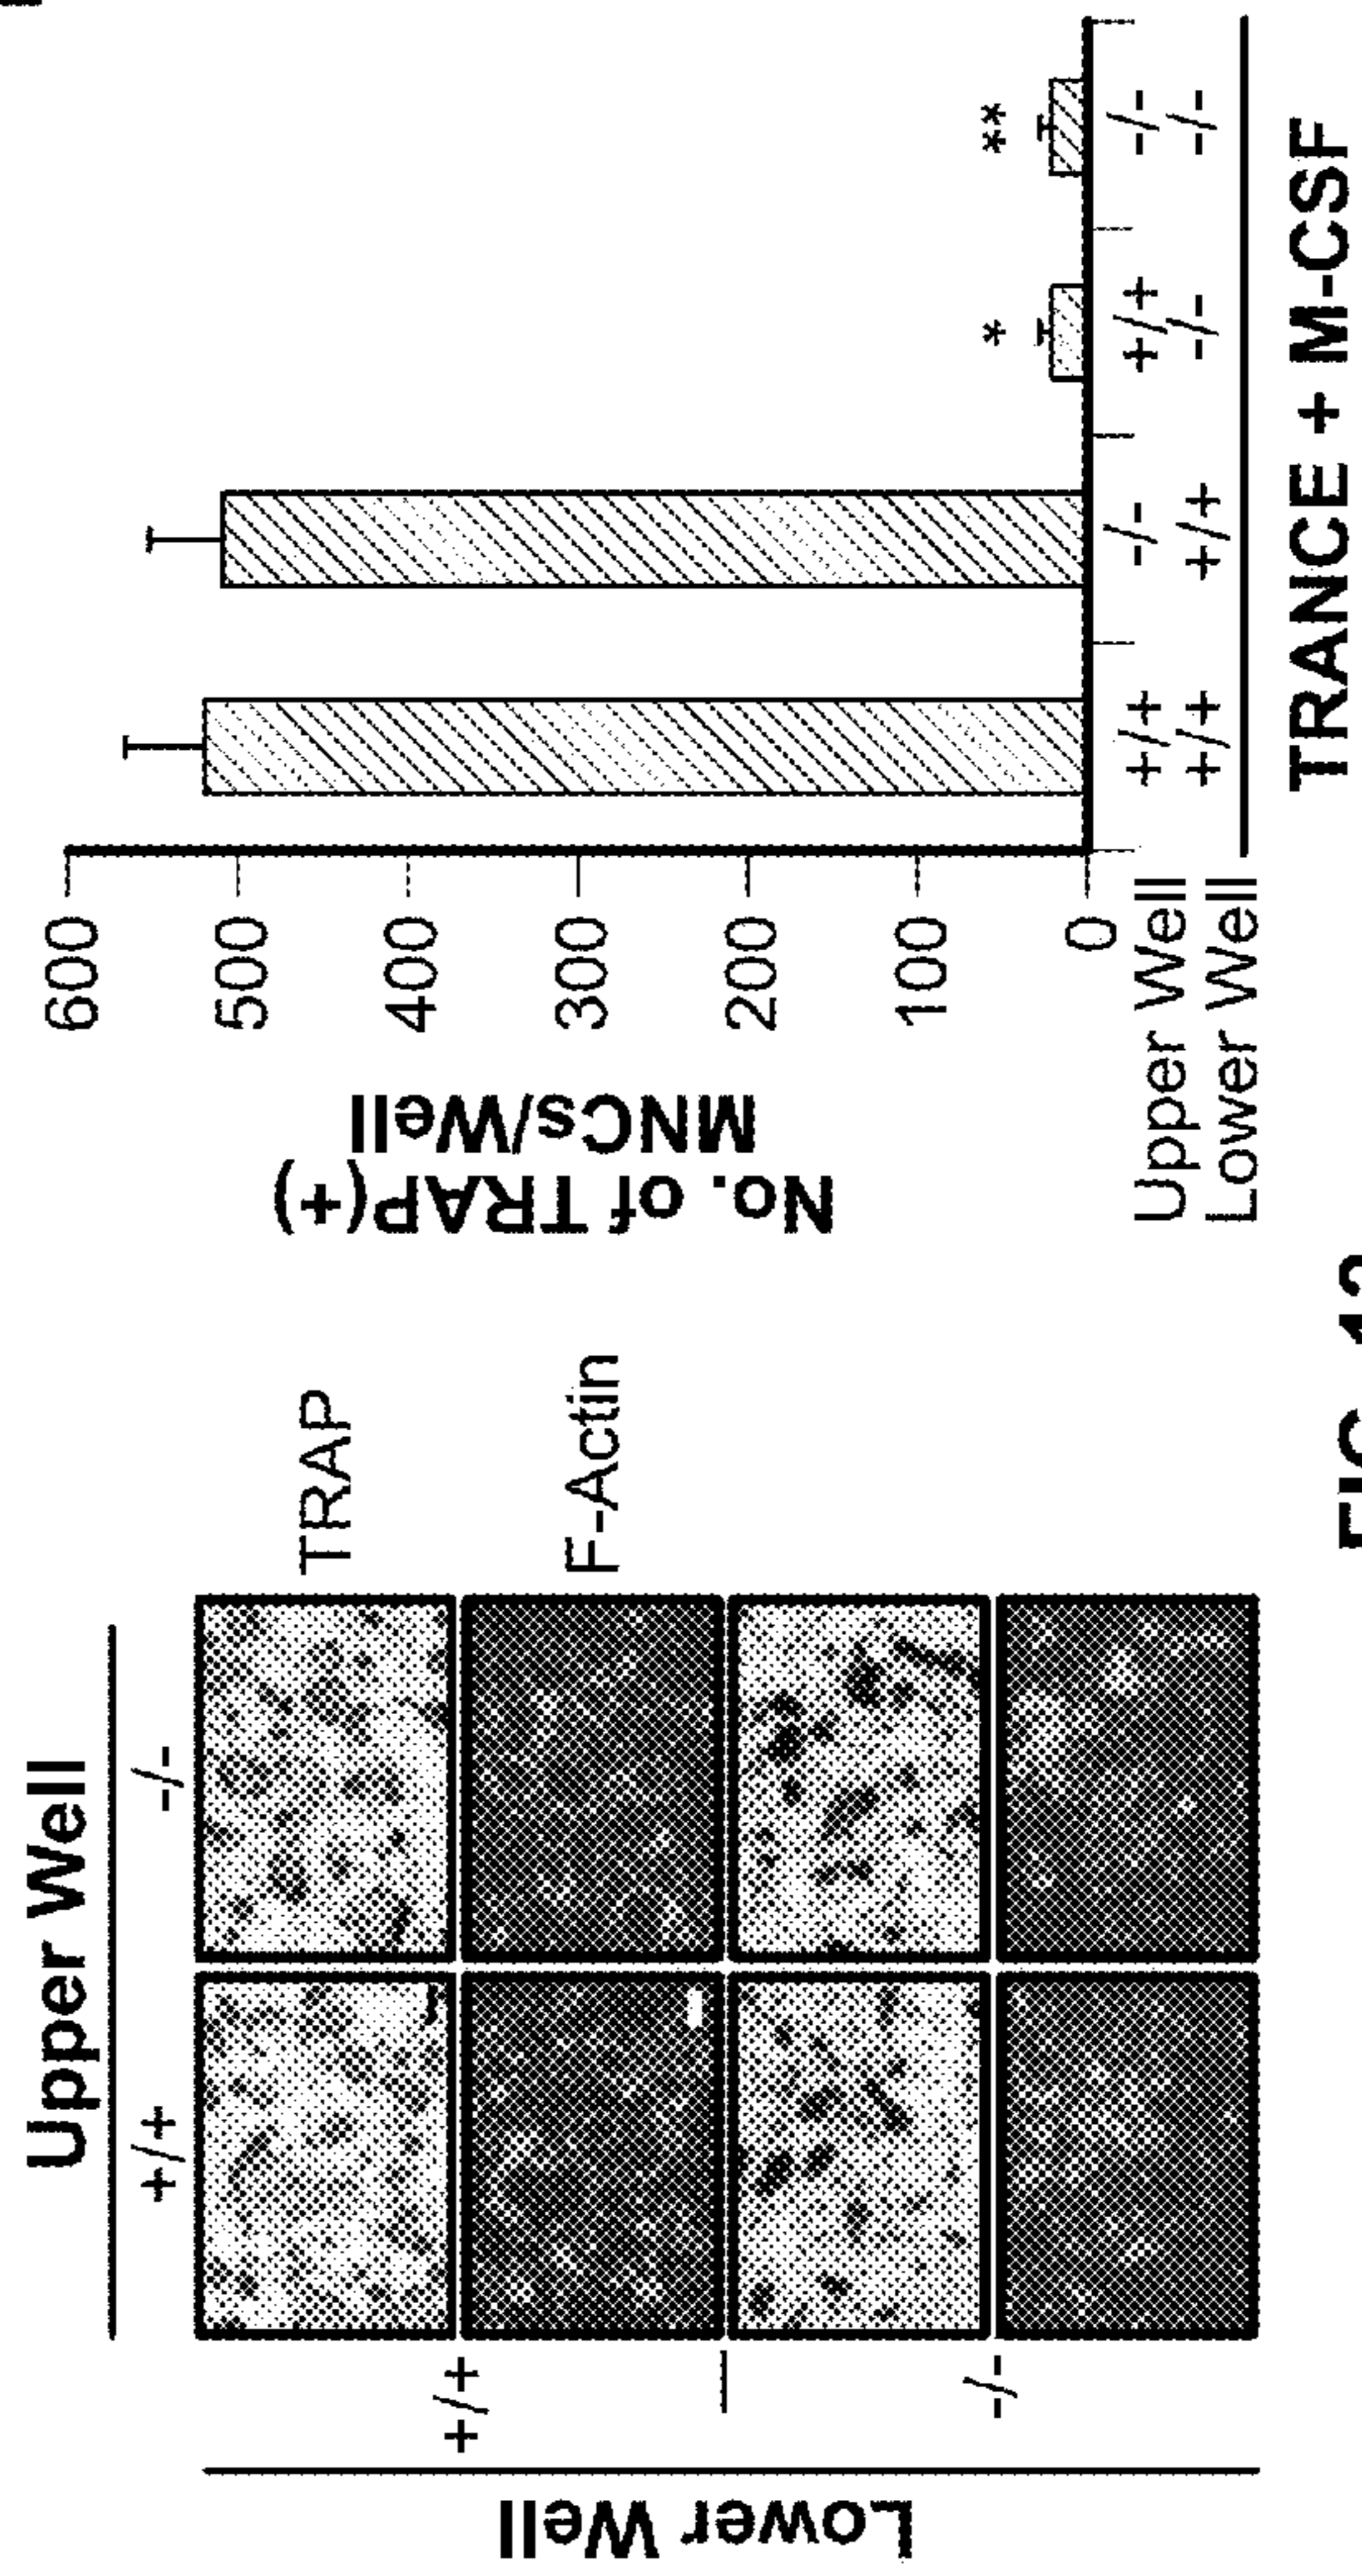 Upper Well
+/+
-/-
Lower Well
+/+
-/-
TRAP
F-Actin
No. of TRAP(+)
MNCs/Well
600
500
400
300
200
100
0
*
**
Upper Well +/+ -/- +/+ -/-
Lower Well +/+ +/+ -/- -/-
TRANCE + M-CSF